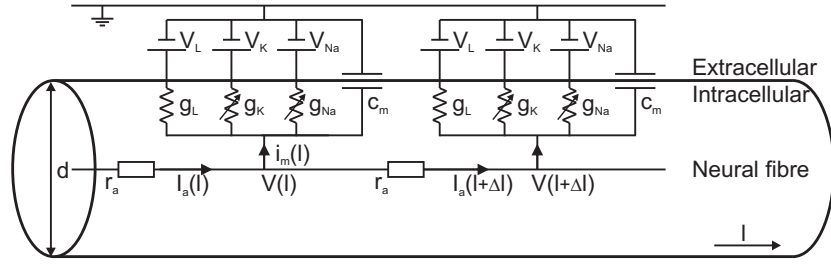 V_L V_K V_Na V_L V_K V_Na
Extracellular
g_L g_K g_Na c_m g_L g_K g_Na c_m
Intracellular
i_m(l)
d
Neural fibre
r_a I_a(l) V(l) r_a I_a(l+Δl) V(l+Δl)
l